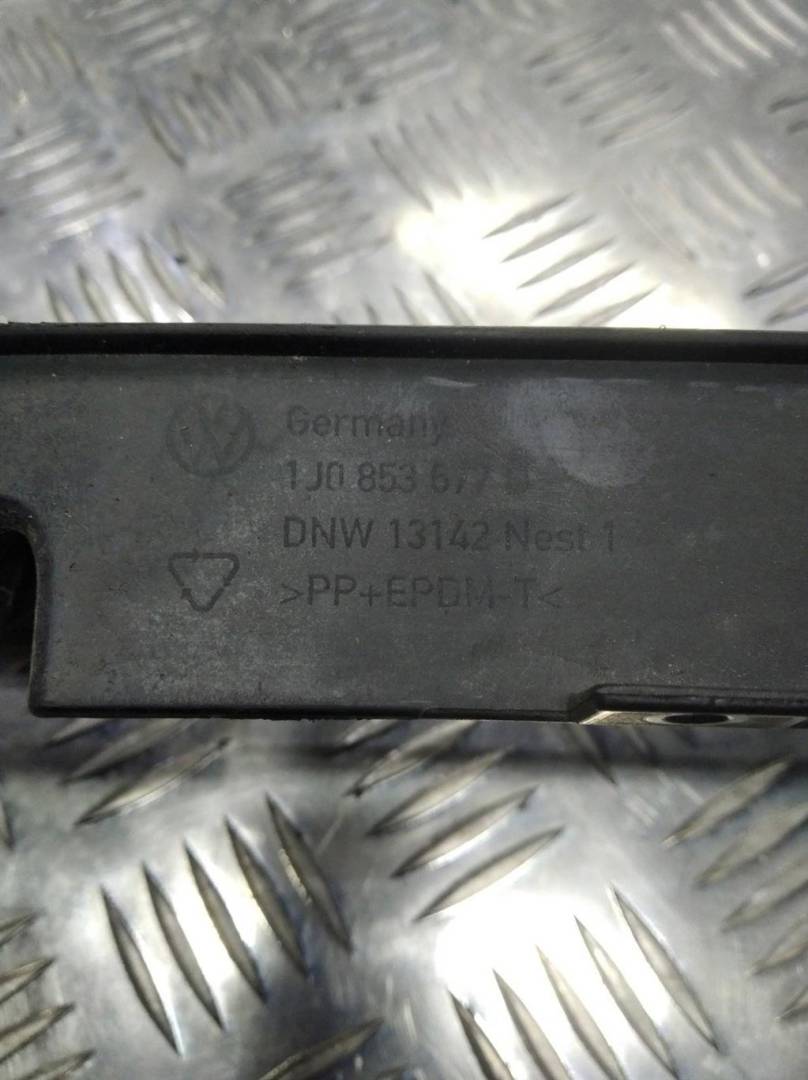 Germany
1J0 853 677
DNW 13142 Nest 1
>PP+EPDM-T<